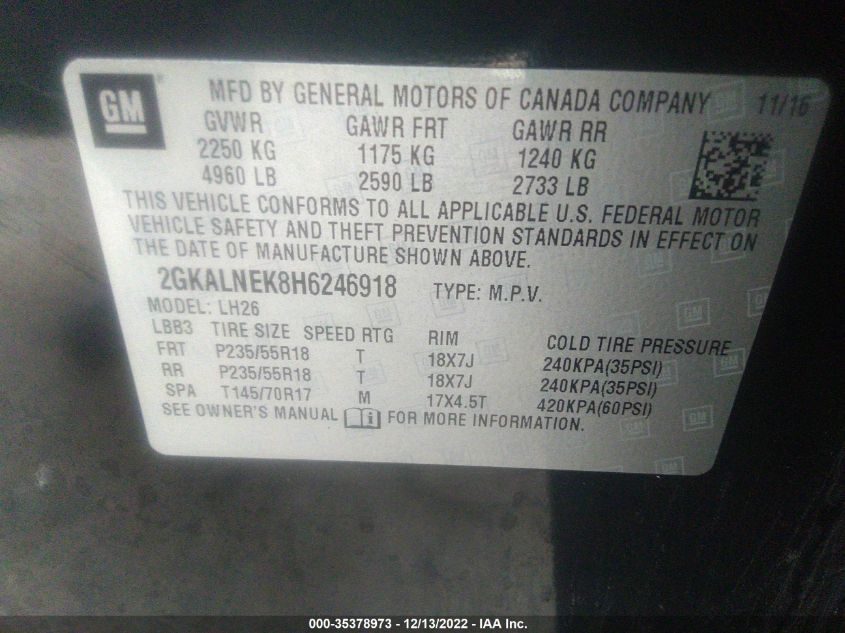 GM MFD BY GENERAL MOTORS OF CANADA COMPANY 11/16
GVWR GAWR FRT GAWR RR
2250 KG 1175 KG 1240 KG
4960 LB 2590 LB 2733 LB
THIS VEHICLE CONFORMS TO ALL APPLICABLE U.S. FEDERAL MOTOR
VEHICLE SAFETY AND THEFT PREVENTION STANDARDS IN EFFECT ON
THE DATE OF MANUFACTURE SHOWN ABOVE.
2GKALNEK8H6246918 TYPE: M.P.V.
MODEL: LH26
LBB3 TIRE SIZE SPEED RTG RIM COLD TIRE PRESSURE
FRT P235/55R18 T 18X7J 240KPA(35PSI)
RR P235/55R18 T 18X7J 240KPA(35PSI)
SPA T145/70R17 M 17X4.5T 420KPA(60PSI)
SEE OWNER'S MANUAL i FOR MORE INFORMATION.
000-35378973 - 12/13/2022 - IAA Inc.